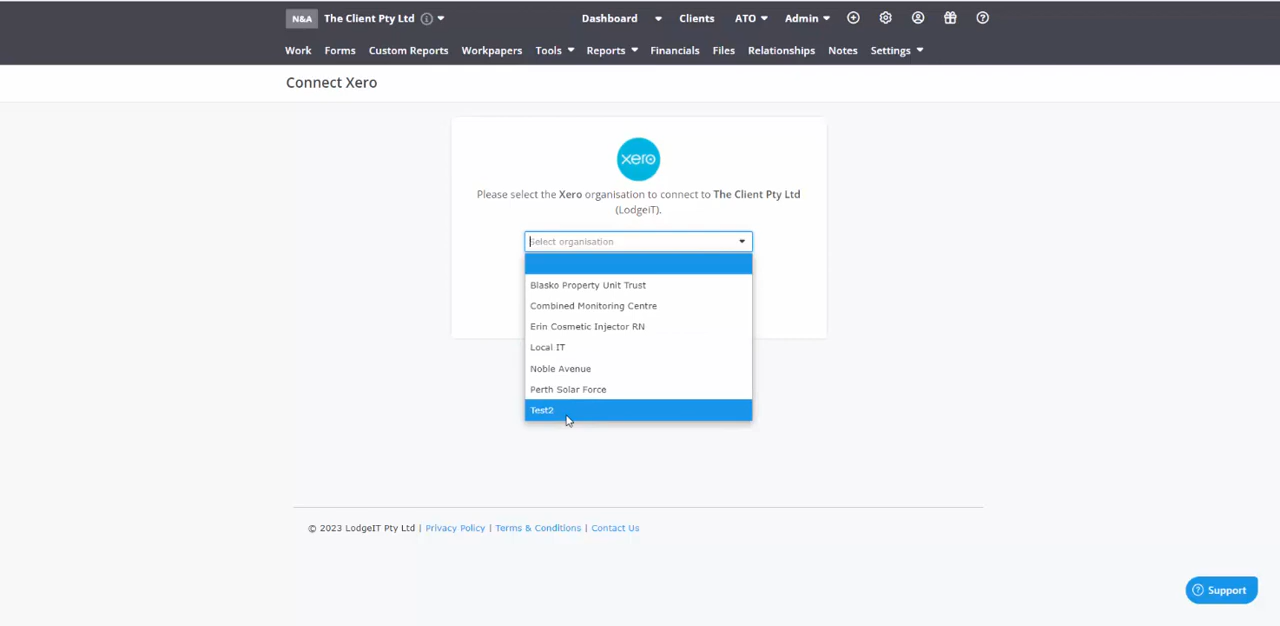 N&A The Client Pty Ltd Dashboard Clients ATO Admin
Work Forms Custom Reports Workpapers Tools Reports Financials Files Relationships Notes Settings
Connect Xero
xero
Please select the Xero organisation to connect to The Client Pty Ltd
(LodgeiT).
Select organisation
Blasko Property Unit Trust
Combined Monitoring Centre
Erin Cosmetic Injector RN
Local IT
Noble Avenue
Perth Solar Force
Test2
© 2023 LodgeIT Pty Ltd | Privacy Policy | Terms & Conditions | Contact Us
Support